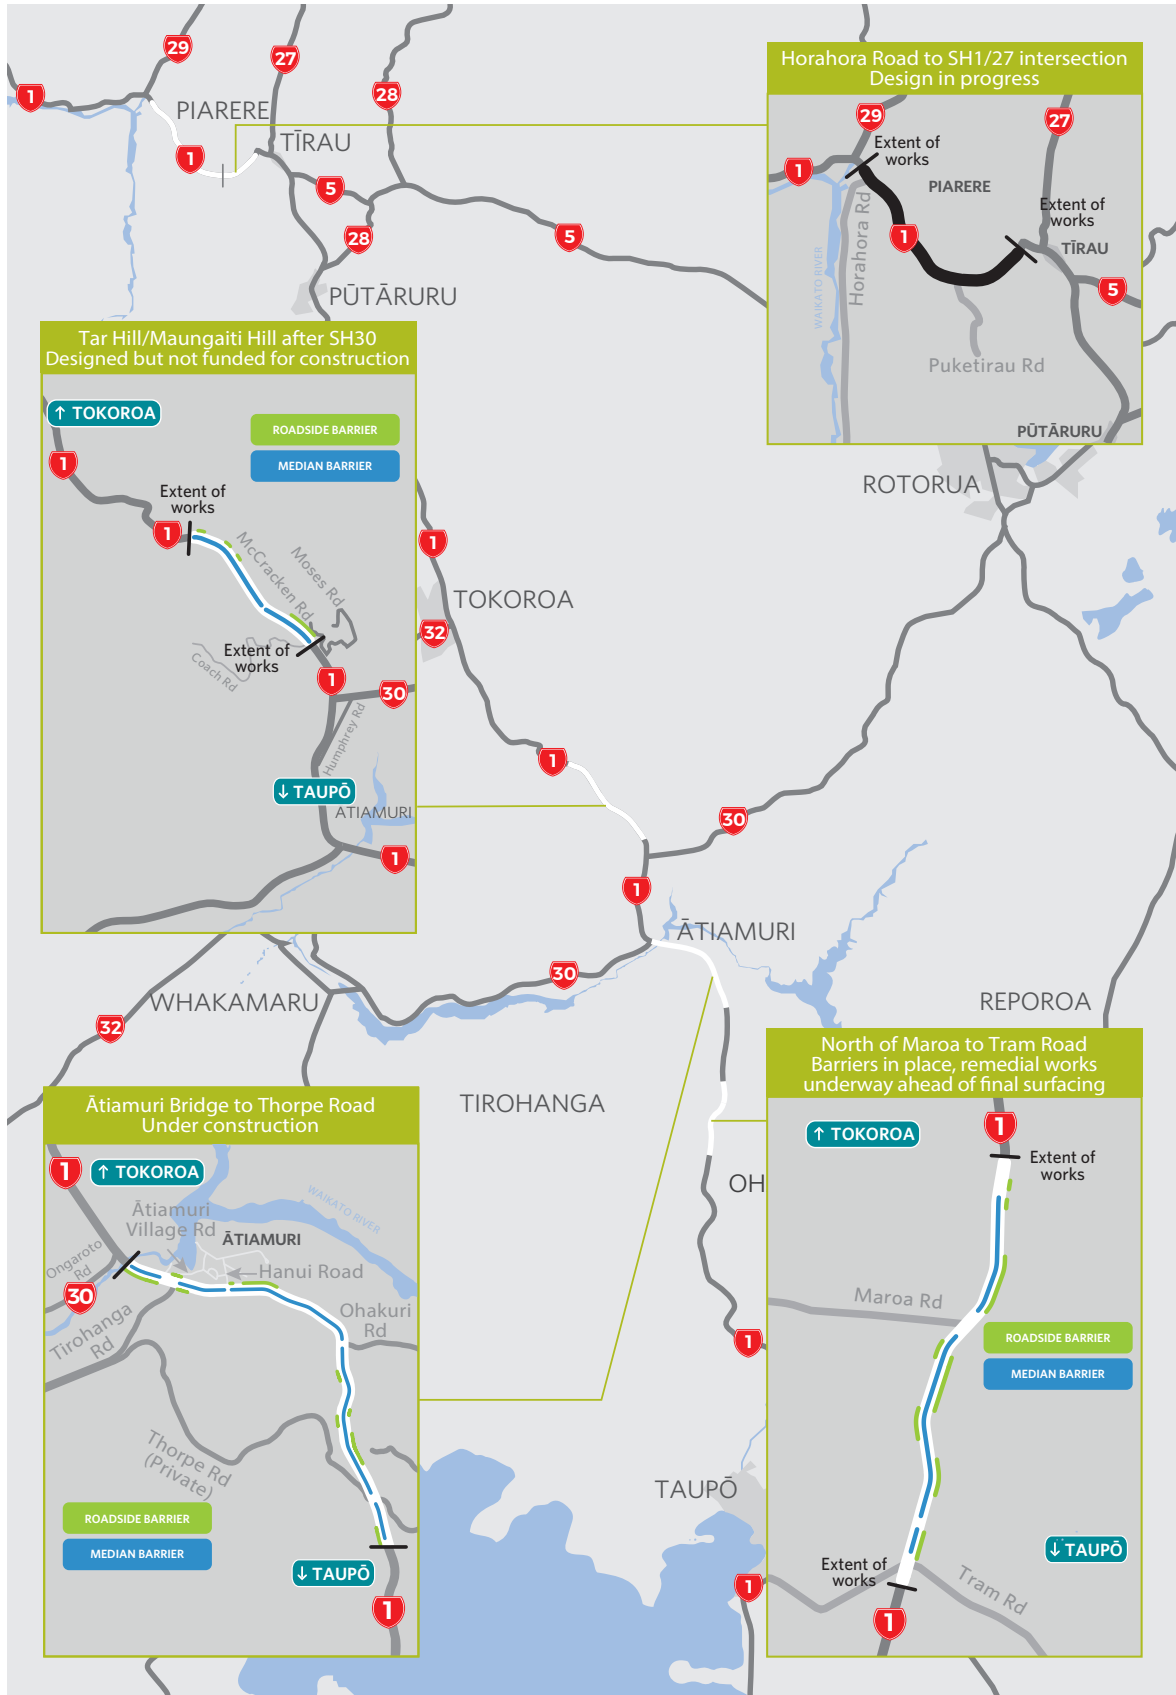 29
27
1
28
PIARERE
TĪRAU
1
5
28
5
PŪTĀRURU
Horahora Road to SH1/27 intersection
Design in progress
29
27
Extent of
works
1
PIARERE
Extent of
works
Horahora Rd
1
TĪRAU
WAIKATO RIVER
5
Puketirau Rd
PŪTĀRURU
Tar Hill/Maungaiti Hill after SH30
Designed but not funded for construction
↑ TOKOROA
ROADSIDE BARRIER
1
MEDIAN BARRIER
Extent of
works
1
McCracken Rd
Moses Rd
Extent of
works
Coach Rd
1
30
Humphrey Rd
↓ TAUPŌ
ATIAMURI
1
ROTORUA
1
TOKOROA
32
1
30
1
ĀTIAMURI
30
WHAKAMARU
32
REPOROA
TIROHANGA
OH
1
TAUPŌ
1
Ātiamuri Bridge to Thorpe Road
Under construction
1
↑ TOKOROA
WAIKATO RIVER
Ātiamuri
Village Rd
ĀTIAMURI
Ongaroto
Rd
Hanui Road
30
Ohakuri
Rd
Tirohanga
Rd
Thorpe Rd
(Private)
ROADSIDE BARRIER
MEDIAN BARRIER
↓ TAUPŌ
1
North of Maroa to Tram Road
Barriers in place, remedial works
underway ahead of final surfacing
1
↑ TOKOROA
Extent of
works
Maroa Rd
ROADSIDE BARRIER
MEDIAN BARRIER
↓ TAUPŌ
Extent of
works
Tram Rd
1